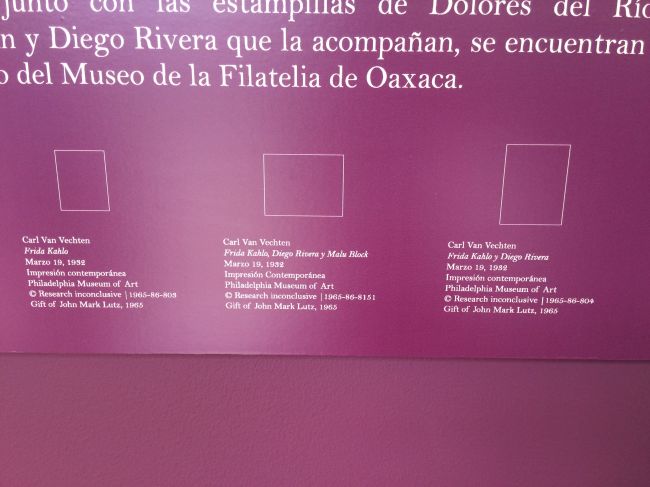 junto con las estampillas de Dolores del Río
n y Diego Rivera que la acompañan, se encuentran
o del Museo de la Filatelia de Oaxaca.
Carl Van Vechten
Frida Kahlo
Marzo 19, 1932
Impresión contemporánea
Philadelphia Museum of Art
© Research inconclusive | 1965-86-803
Gift of John Mark Lutz, 1965
Carl Van Vechten
Frida Kahlo, Diego Rivera y Malu Block
Marzo 19, 1932
Impresión Contemporánea
Philadelphia Museum of Art
© Research inconclusive | 1965-86-8151
Gift of John Mark Lutz, 1965
Carl Van Vechten
Frida Kahlo y Diego Rivera
Marzo 19, 1932
Impresión contemporánea
Philadelphia Museum of Art
© Research inconclusive | 1965-86-804
Gift of John Mark Lutz, 1965